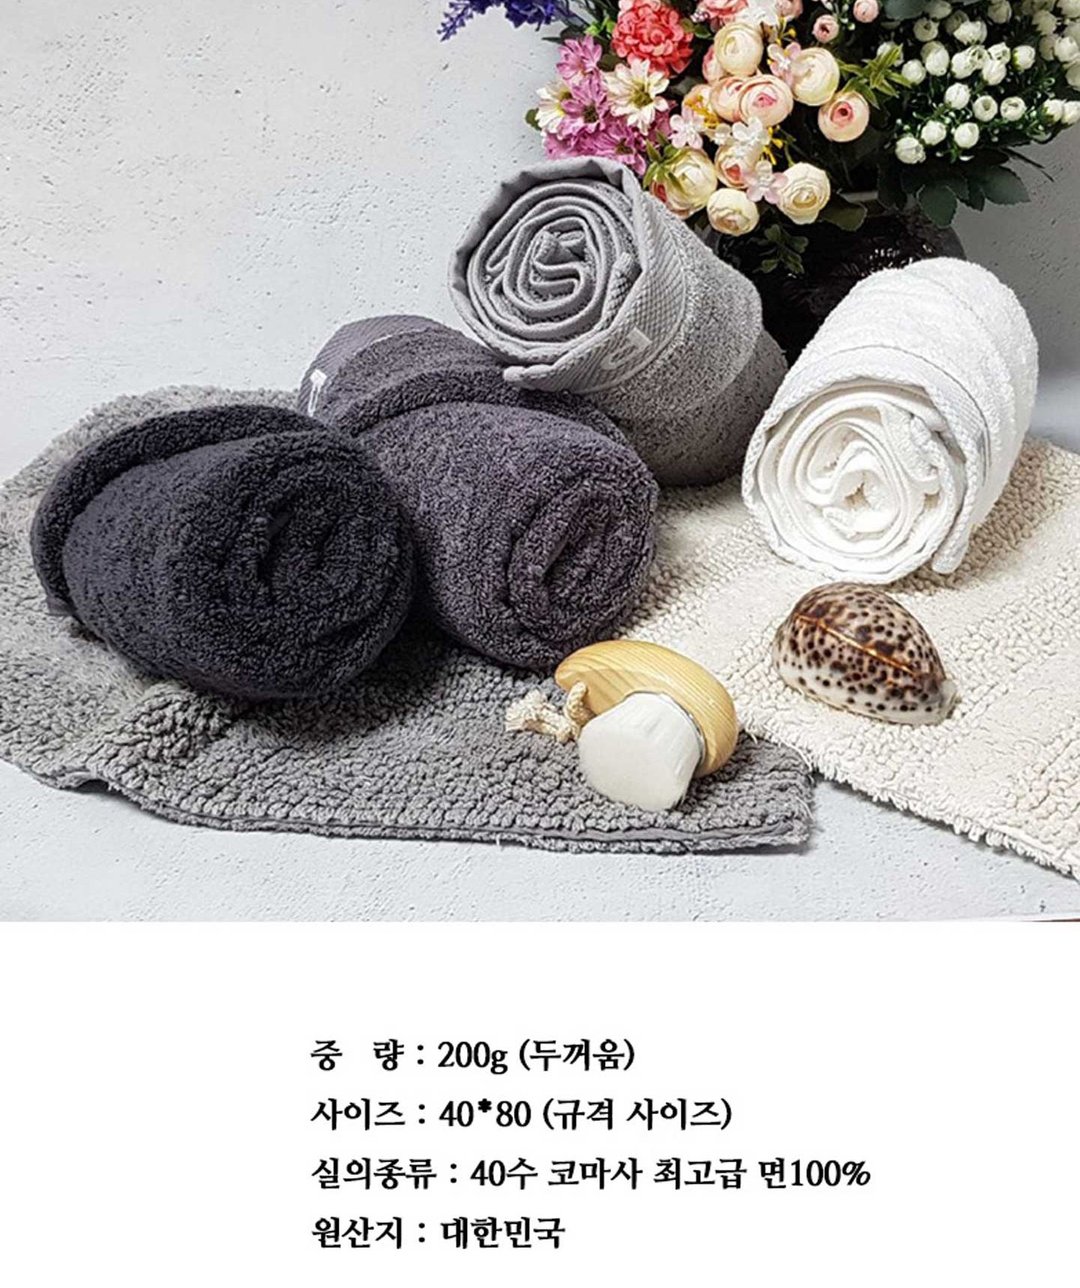 중 량 : 200g (두꺼움)
사이즈 : 40*80 (규격 사이즈)
실의종류 : 40수 코마사 최고급 면100%
원산지 : 대한민국